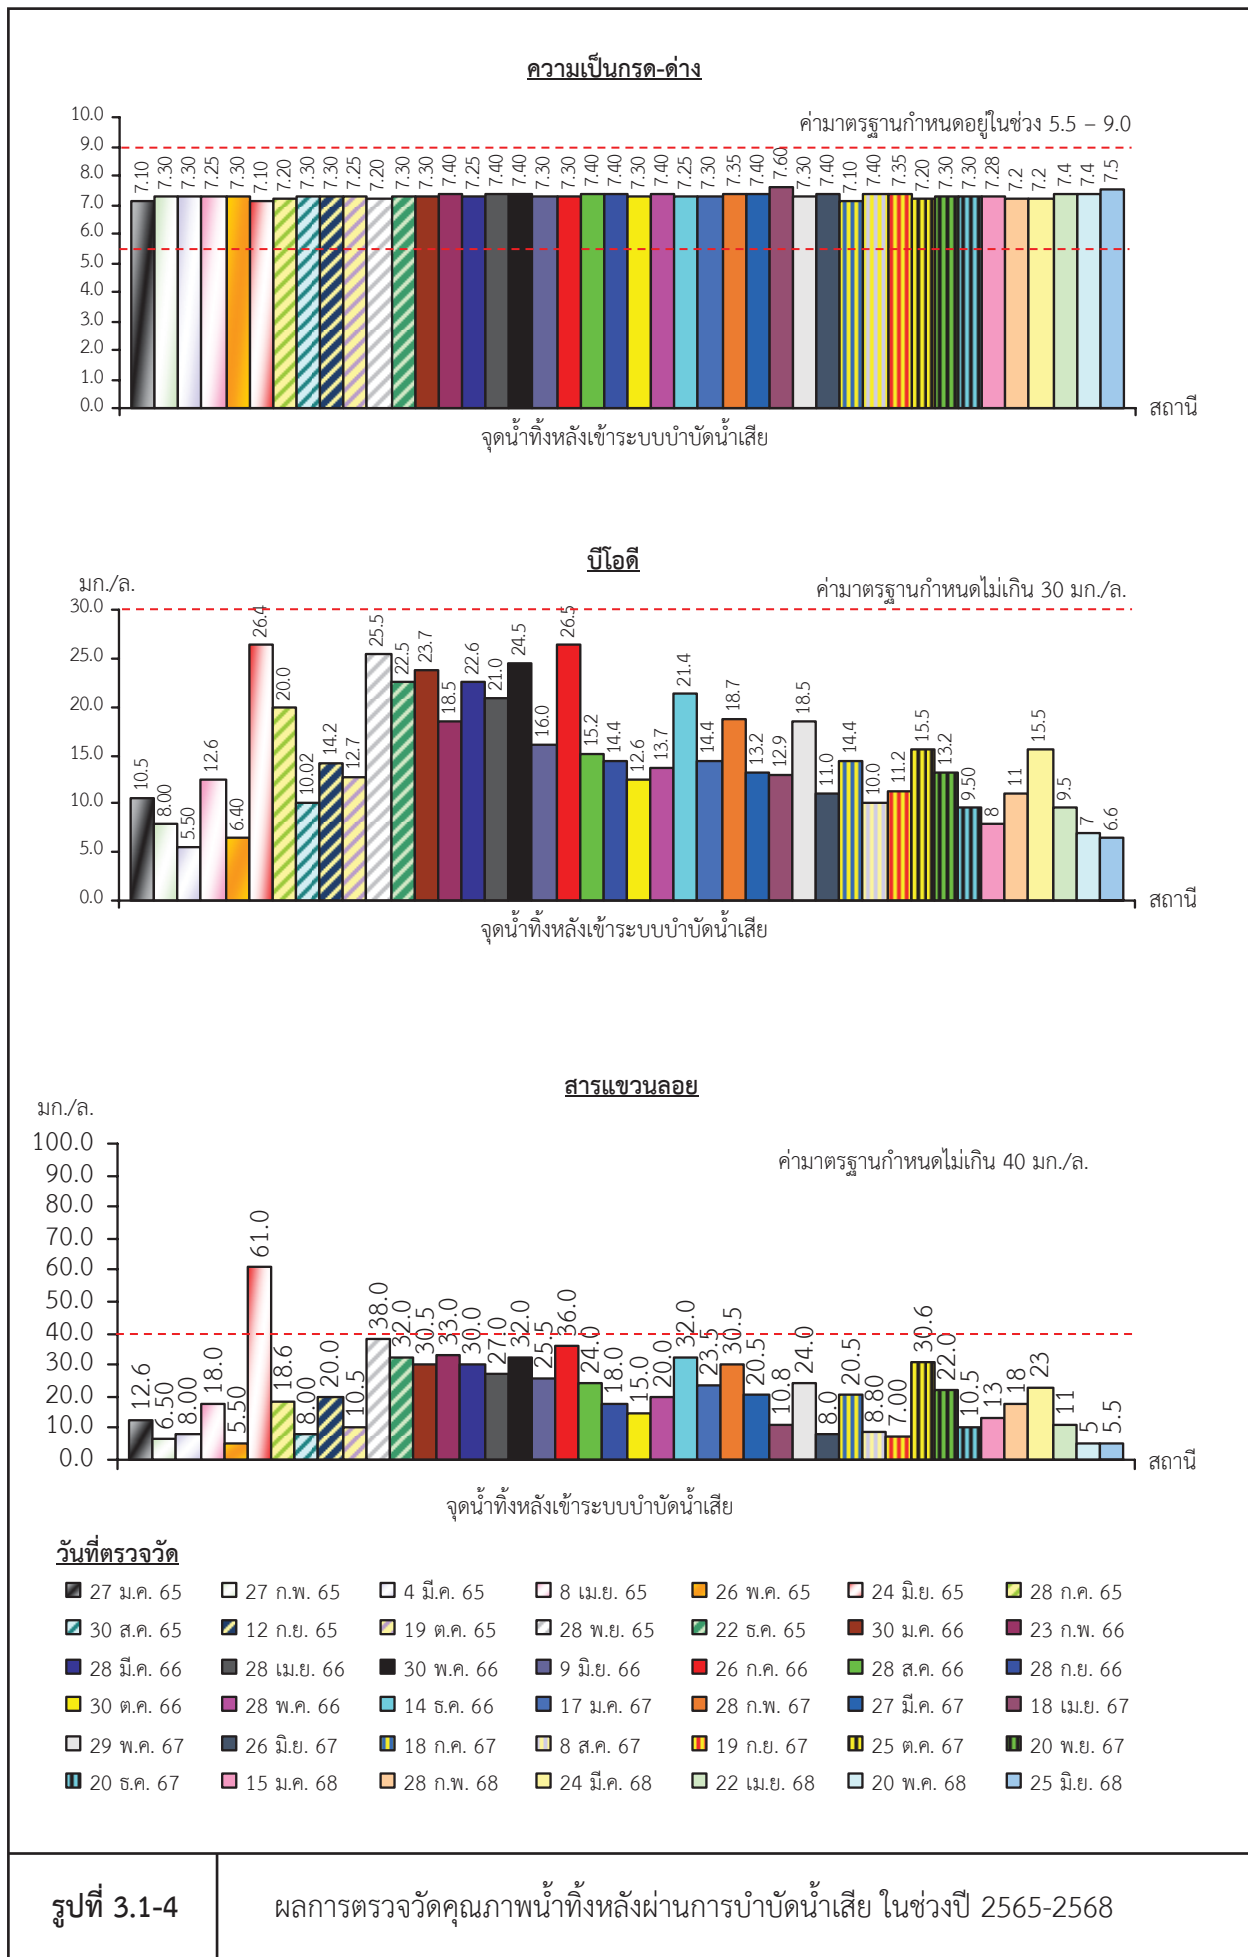 ความเป็นกรด-ด่าง
ค่ามาตรฐานกำหนดอยู่ในช่วง 5.5 – 9.0
10.0
9.0
8.0
7.0
6.0
5.0
4.0
3.0
2.0
1.0
0.0
7.10 7.30 7.30 7.25 7.30 7.10 7.20 7.30 7.30 7.25 7.20 7.30 7.30 7.40 7.25 7.40 7.40 7.30 7.30 7.40 7.40 7.30 7.40 7.25 7.30 7.35 7.40 7.60 7.30 7.40 7.10 7.40 7.35 7.20 7.30 7.30 7.28 7.2 7.2 7.4 7.4 7.5
สถานี
จุดน้ำทิ้งหลังเข้าระบบบำบัดน้ำเสีย
บีโอดี
มก./ล.
ค่ามาตรฐานกำหนดไม่เกิน 30 มก./ล.
30.0
25.0
20.0
15.0
10.0
5.0
0.0
10.5 8.00 5.50 12.6 6.40 26.4 20.0 10.02 14.2 12.7 25.5 22.5 23.7 18.5 22.6 21.0 24.5 16.0 26.5 15.2 14.4 12.6 13.7 21.4 14.4 18.7 13.2 12.9 18.5 11.0 14.4 10.0 11.2 15.5 13.2 9.50 8 11 15.5 9.5 7 6.6
สถานี
จุดน้ำทิ้งหลังเข้าระบบบำบัดน้ำเสีย
สารแขวนลอย
มก./ล.
ค่ามาตรฐานกำหนดไม่เกิน 40 มก./ล.
100.0
90.0
80.0
70.0
60.0
50.0
40.0
30.0
20.0
10.0
0.0
12.6 6.50 8.00 18.0 5.50 61.0 18.6 8.00 20.0 10.5 38.0 32.0 30.5 33.0 30.0 27.0 32.0 25.5 36.0 24.0 18.0 15.0 20.0 32.0 23.5 30.5 20.5 10.8 24.0 8.0 20.5 8.80 7.00 30.6 22.0 10.5 13 18 23 11 5 5.5
สถานี
จุดน้ำทิ้งหลังเข้าระบบบำบัดน้ำเสีย
วันที่ตรวจวัด
27 ม.ค. 65 27 ก.พ. 65 4 มี.ค. 65 8 เม.ย. 65 26 พ.ค. 65 24 มิ.ย. 65 28 ก.ค. 65
30 ส.ค. 65 12 ก.ย. 65 19 ต.ค. 65 28 พ.ย. 65 22 ธ.ค. 65 30 ม.ค. 66 23 ก.พ. 66
28 มี.ค. 66 28 เม.ย. 66 30 พ.ค. 66 9 มิ.ย. 66 26 ก.ค. 66 28 ส.ค. 66 28 ก.ย. 66
30 ต.ค. 66 28 พ.ค. 66 14 ธ.ค. 66 17 ม.ค. 67 28 ก.พ. 67 27 มี.ค. 67 18 เม.ย. 67
29 พ.ค. 67 26 มิ.ย. 67 18 ก.ค. 67 8 ส.ค. 67 19 ก.ย. 67 25 ต.ค. 67 20 พ.ย. 67
20 ธ.ค. 67 15 ม.ค. 68 28 ก.พ. 68 24 มี.ค. 68 22 เม.ย. 68 20 พ.ค. 68 25 มิ.ย. 68
รูปที่ 3.1-4 ผลการตรวจวัดคุณภาพน้ำทิ้งหลังผ่านการบำบัดน้ำเสีย ในช่วงปี 2565-2568